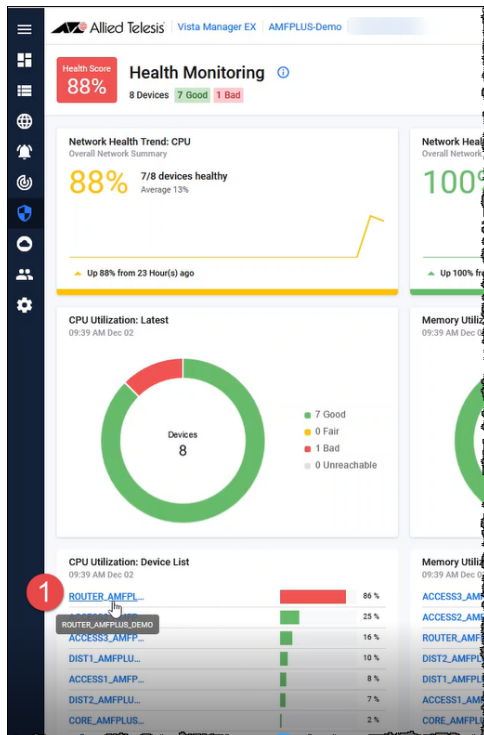 Allied Telesis Vista Manager EX AMFPLUS-Demo
Health Score
88%
Health Monitoring
8 Devices 7 Good 1 Bad
Network Health Trend: CPU
Overall Network Summary
88%
7/8 devices healthy
Average 13%
Up 88% from 23 Hour(s) ago
Network Heal
Overall Network
100%
Up 100% fr
CPU Utilization: Latest
09:39 AM Dec 02
Devices
8
7 Good
0 Fair
1 Bad
0 Unreachable
Memory Utiliz
09:39 AM Dec 0
CPU Utilization: Device List
09:39 AM Dec 02
1
ROUTER_AMFPL... 86 %
ROUTER_AMFPLUS_DEMO
25 %
ACCESS3_AMFP... 16 %
DIST1_AMFPLU... 10 %
ACCESS1_AMFP... 8 %
DIST2_AMFPLU... 7 %
CORE_AMFPLUS... 2 %
Memory Utiliz
09:39 AM Dec 0
ACCESS3_AM
ACCESS2_AM
ROUTER_AMF
DIST2_AMFPL
DIST1_AMFPL
ACCESS1_AM
CORE_AMFPL